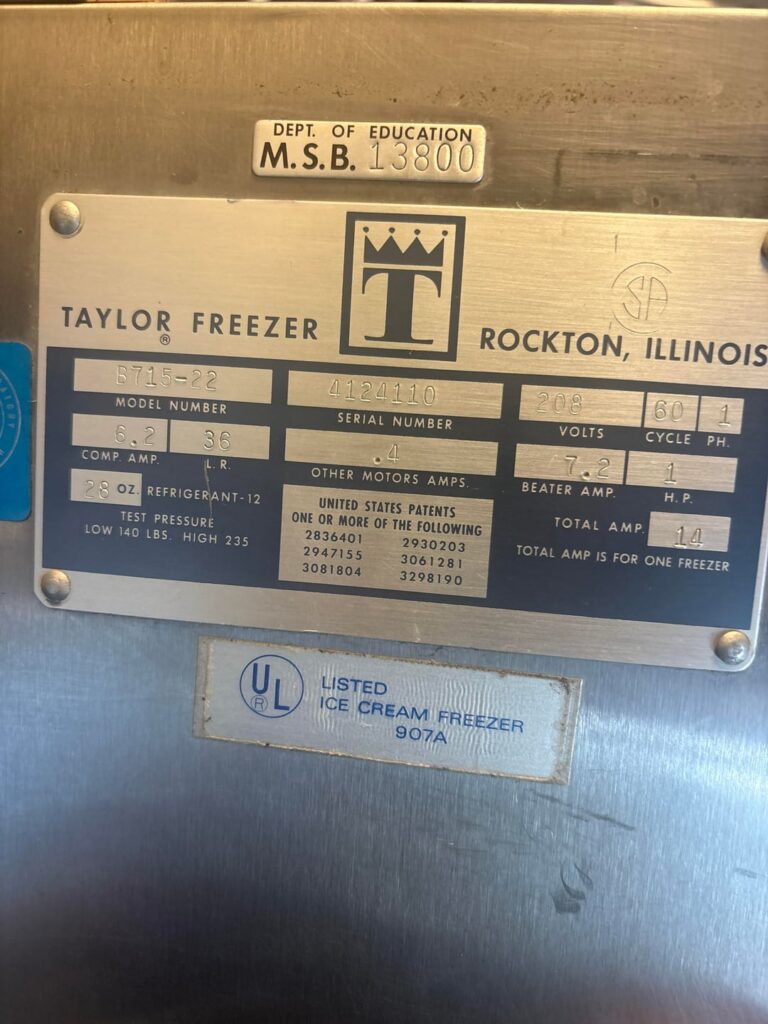 DEPT. OF EDUCATION
M.S.B. 13800
T
TAYLOR® FREEZER
ROCKTON, ILLINOIS
B715-22
MODEL NUMBER
4124110
SERIAL NUMBER
208
VOLTS
60
CYCLE
1
PH.
6.2
COMP. AMP.
36
L.R.
.4
OTHER MOTORS AMPS.
7.2
BEATER AMP.
1
H.P.
28 OZ. REFRIGERANT-12
TEST PRESSURE
LOW 140 LBS. HIGH 235
UNITED STATES PATENTS
ONE OR MORE OF THE FOLLOWING
2836401 2930203
2947155 3061281
3081804 3298190
TOTAL AMP. 14
TOTAL AMP IS FOR ONE FREEZER
UL ®
LISTED
ICE CREAM FREEZER
907A